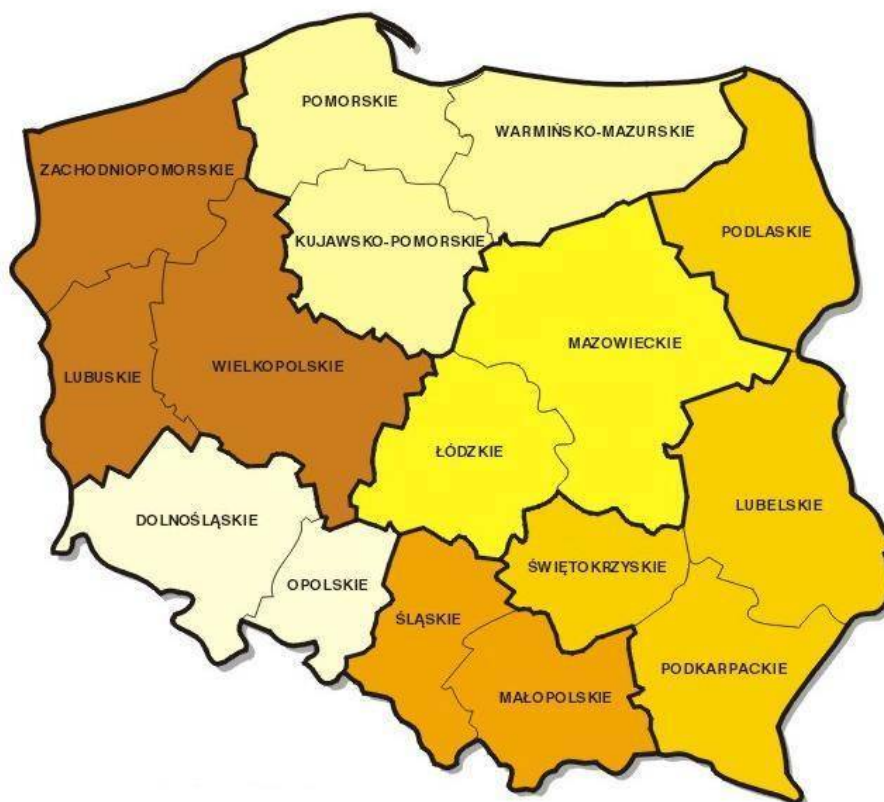 POMORSKIE
WARMIŃSKO-MAZURSKIE
ZACHODNIOPOMORSKIE
PODLASKIE
KUJAWSKO-POMORSKIE
MAZOWIECKIE
WIELKOPOLSKIE
LUBUSKIE
ŁÓDZKIE
LUBELSKIE
DOLNOŚLĄSKIE
ŚWIĘTOKRZYSKIE
OPOLSKIE
ŚLĄSKIE
PODKARPACKIE
MAŁOPOLSKIE